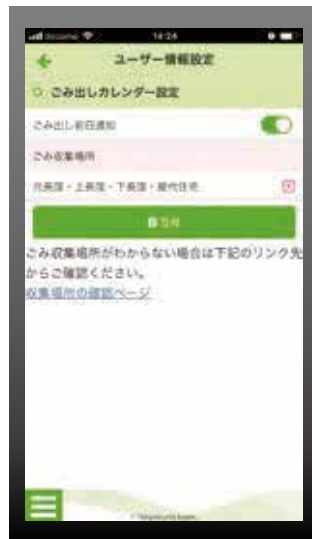 docomo 14:24
ユーザー情報設定
ごみ出しカレンダー設定
ごみ出し前日通知
ごみ収集場所
ごみ収集場所がわからない場合は下記のリンク先
からご確認ください。
収集場所の確認ページ